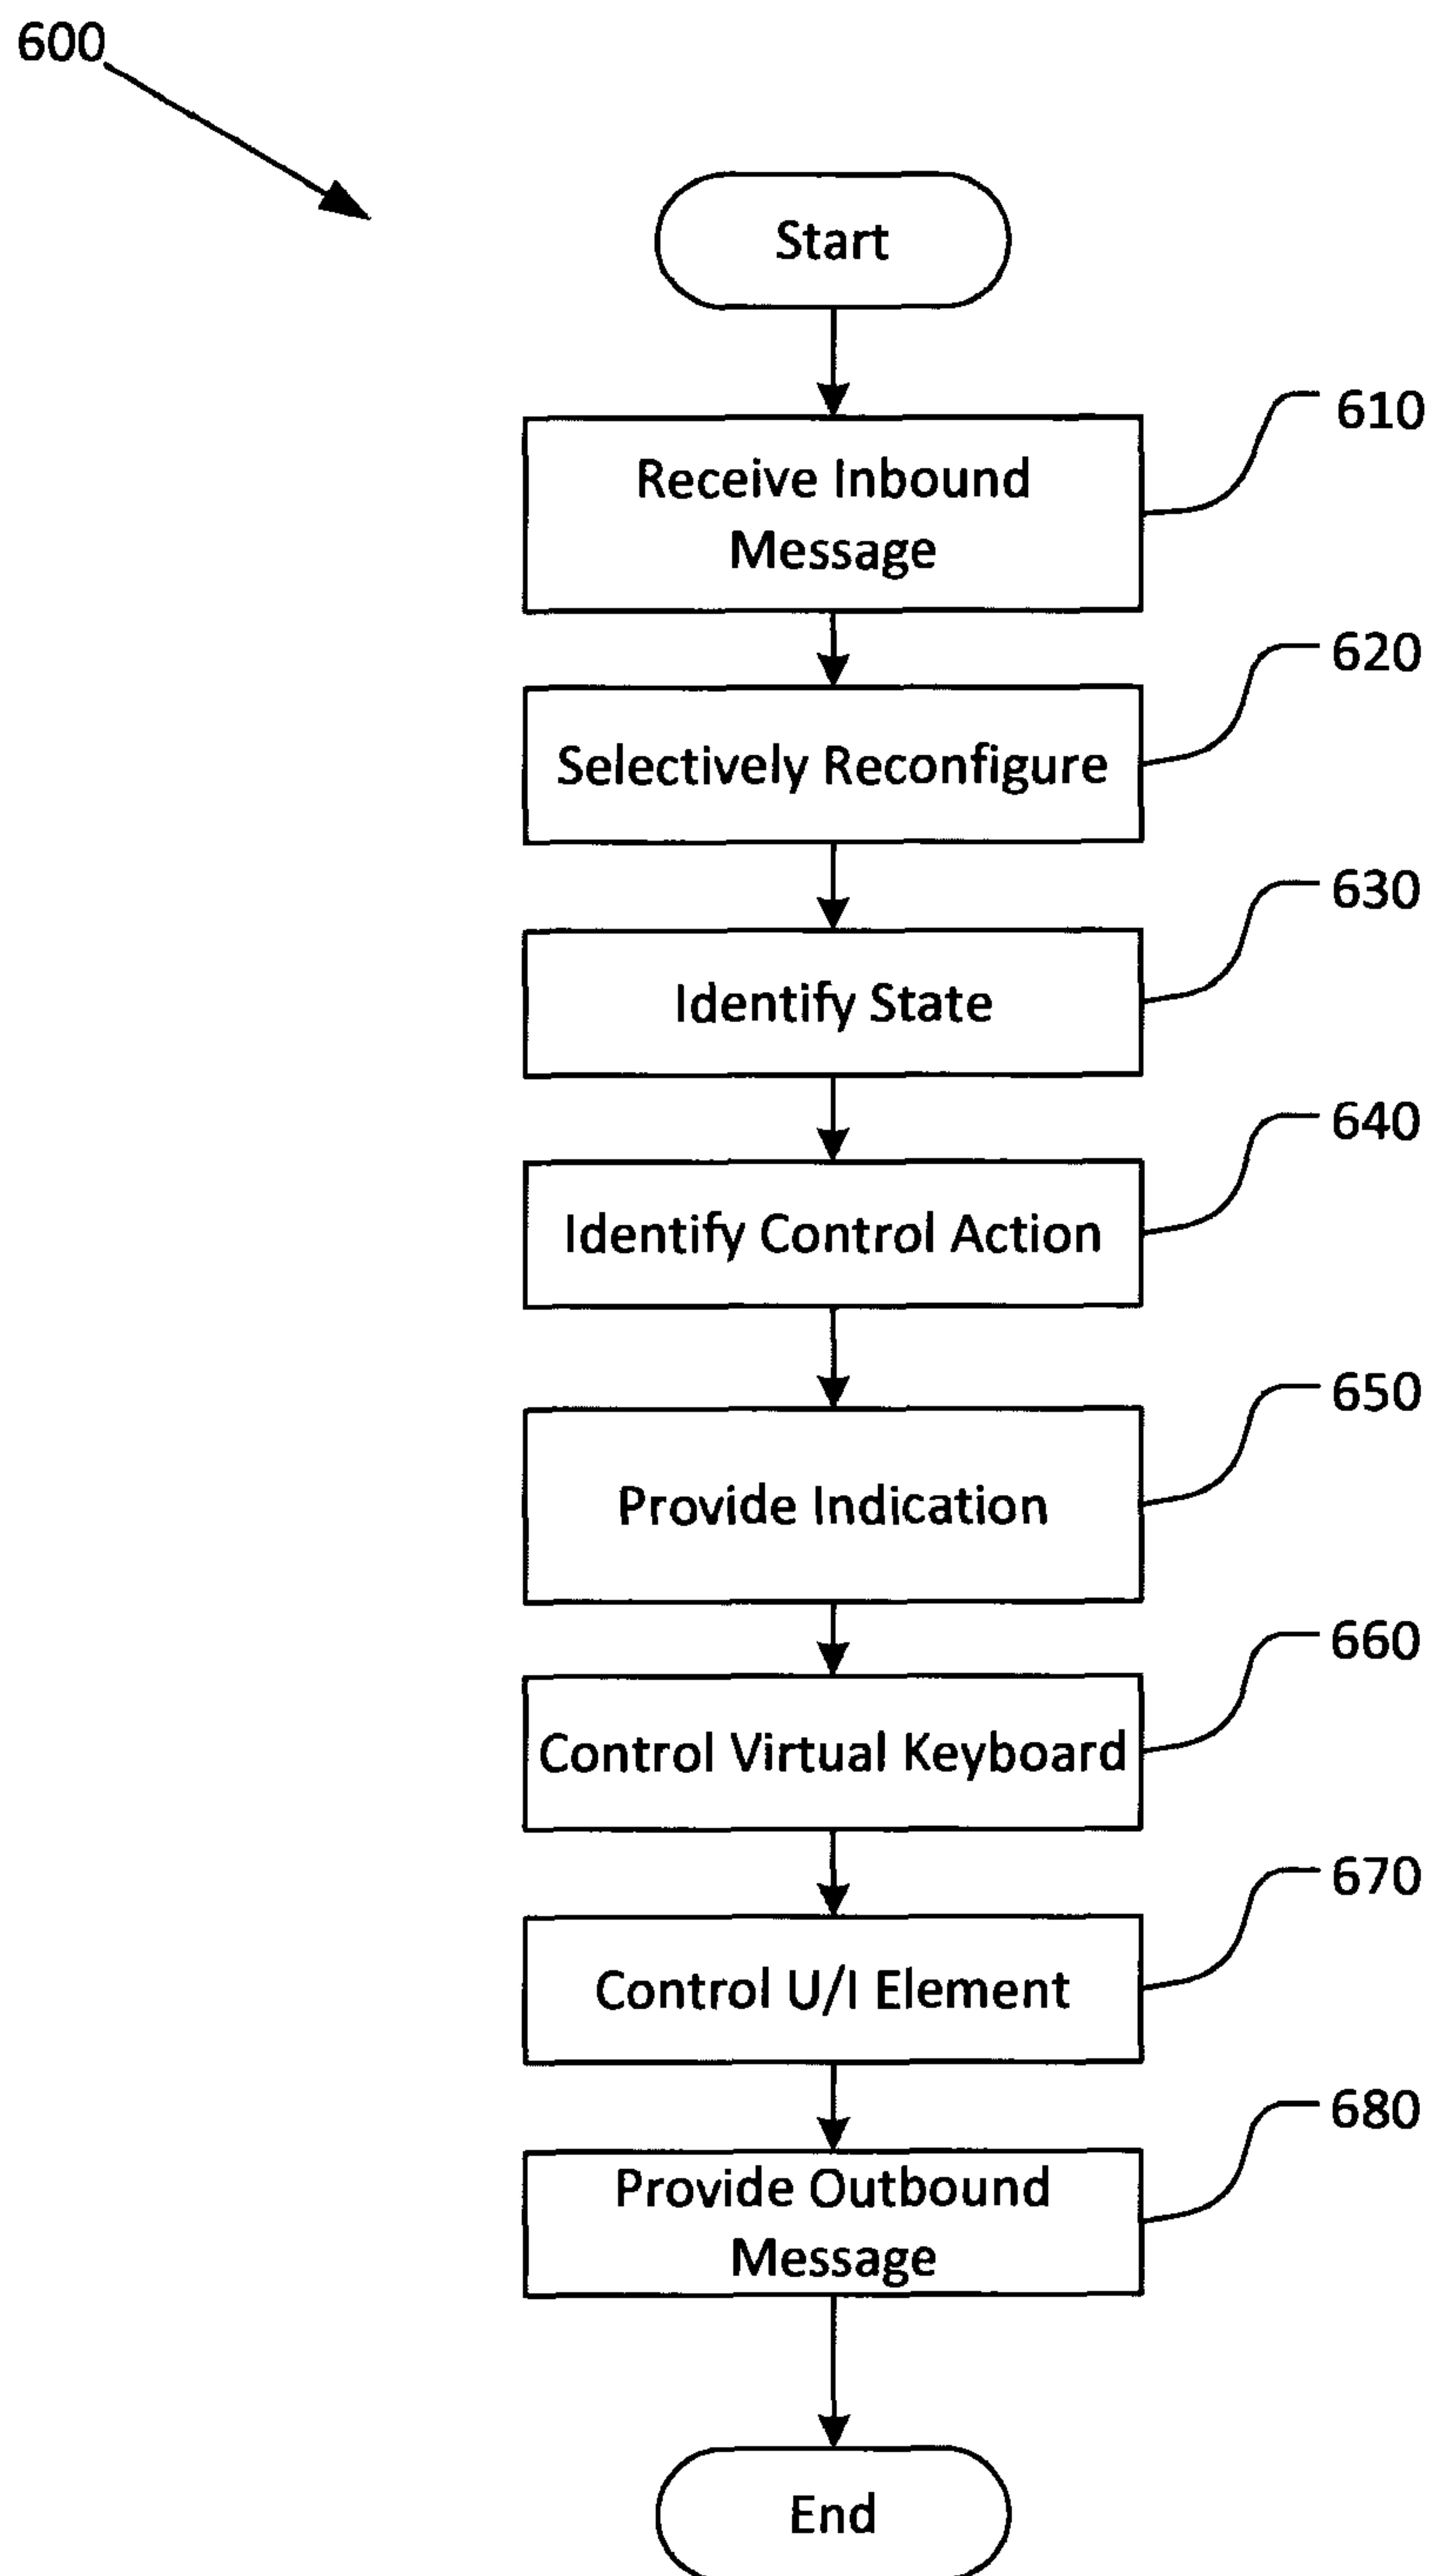 600
Start
610
Receive Inbound
Message
620
Selectively Reconfigure
630
Identify State
640
Identify Control Action
650
Provide Indication
660
Control Virtual Keyboard
670
Control U/I Element
680
Provide Outbound
Message
End